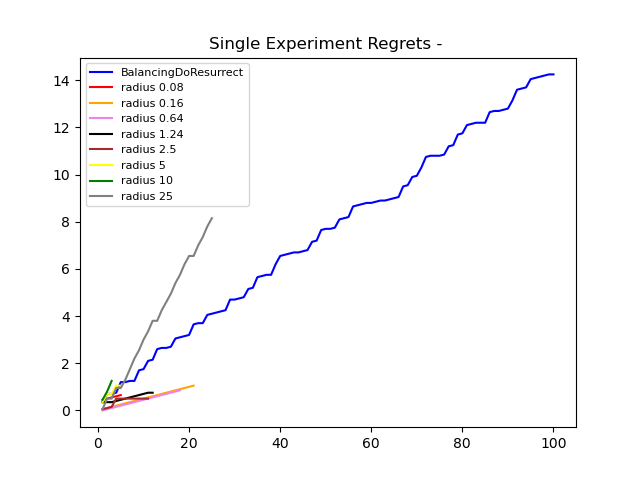 Single Experiment Regrets -
14
12
10
8
6
4
2
0
BalancingDoResurrect
radius 0.08
radius 0.16
radius 0.64
radius 1.24
radius 2.5
radius 5
radius 10
radius 25
0 20 40 60 80 100